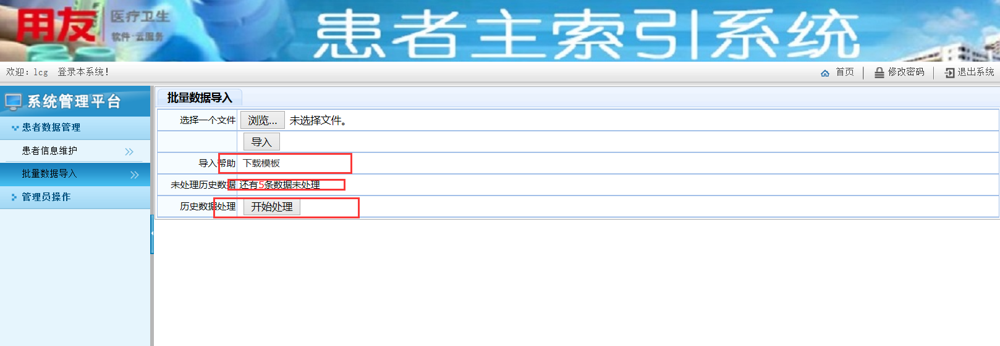 用友 医疗卫生
软件·云服务
患者主索引系统
欢迎：lcg 登录本系统！
首页 修改密码 退出系统
系统管理平台
患者数据管理
患者信息维护
批量数据导入
管理员操作
批量数据导入
选择一个文件 浏览... 未选择文件。
导入
导入帮助 下载模板
未处理历史数据 还有5条数据未处理
历史数据处理 开始处理